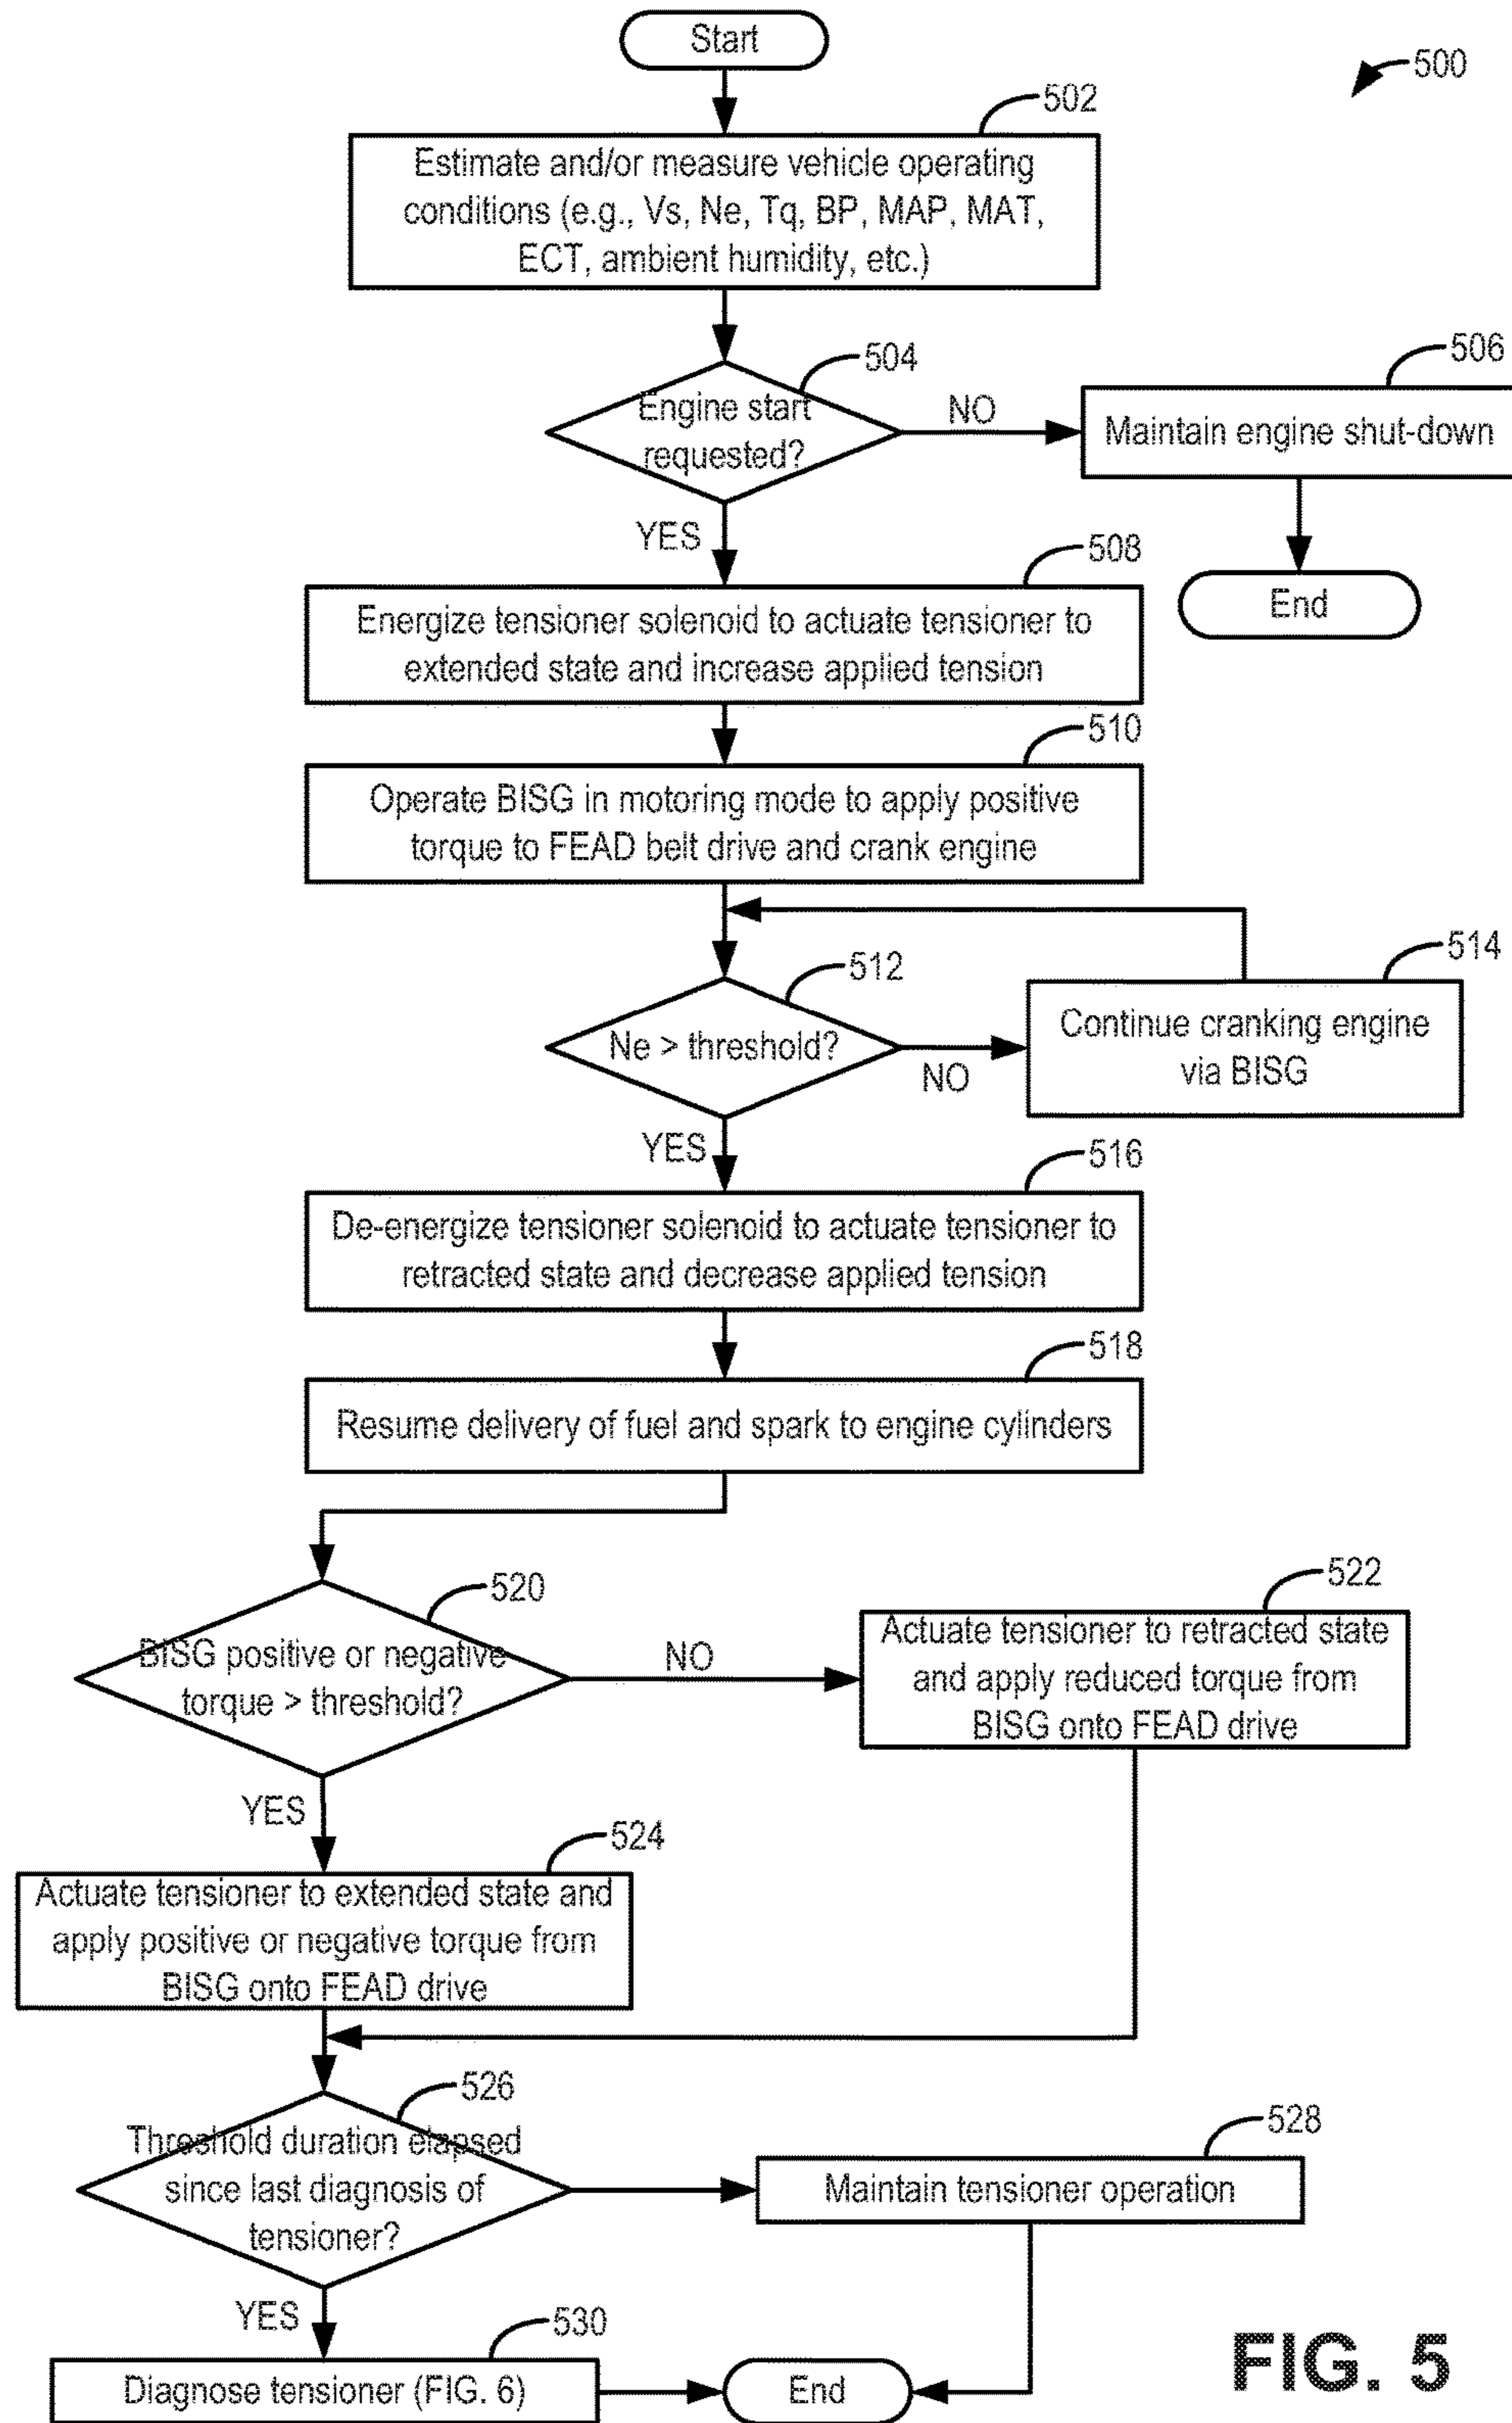 Start
500
502
Estimate and/or measure vehicle operating
conditions (e.g., Vs, Ne, Tq, BP, MAP, MAT,
ECT, ambient humidity, etc.)
504
Engine start
requested?
NO
506
Maintain engine shut-down
End
YES
508
Energize tensioner solenoid to actuate tensioner to
extended state and increase applied tension
510
Operate BISG in motoring mode to apply positive
torque to FEAD belt drive and crank engine
512
Ne > threshold?
NO
514
Continue cranking engine
via BISG
YES
516
De-energize tensioner solenoid to actuate tensioner to
retracted state and decrease applied tension
518
Resume delivery of fuel and spark to engine cylinders
520
BISG positive or negative
torque > threshold?
NO
522
Actuate tensioner to retracted state
and apply reduced torque from
BISG onto FEAD drive
YES
524
Actuate tensioner to extended state and
apply positive or negative torque from
BISG onto FEAD drive
526
Threshold duration elapsed
since last diagnosis of
tensioner?
528
Maintain tensioner operation
YES
530
Diagnose tensioner (FIG. 6)
End
FIG. 5